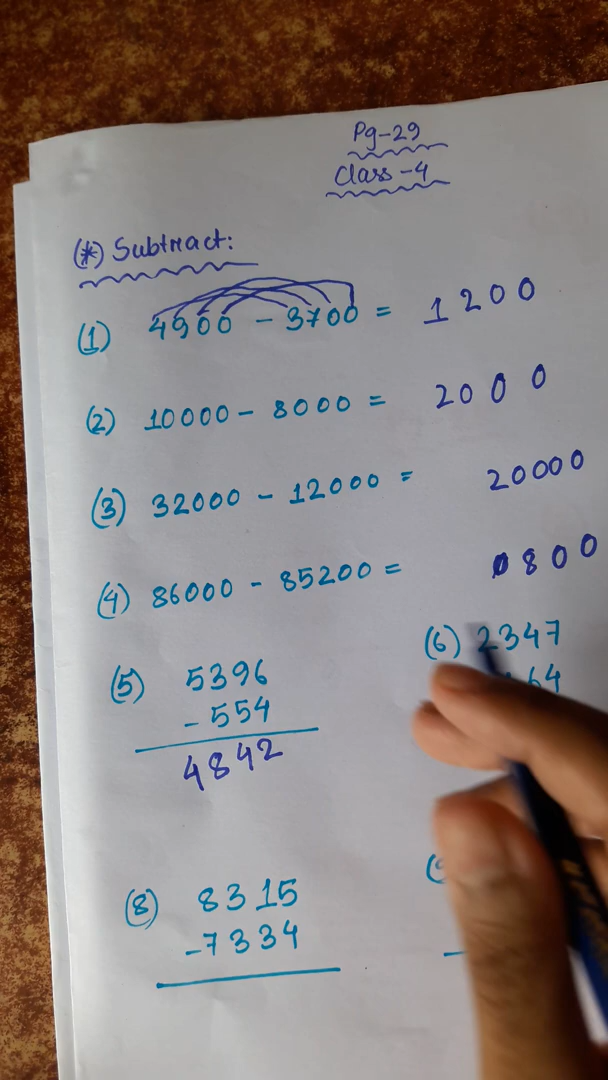 Pg-29
Class-4
(*) Subtract:
(1) 4900 - 3700 = 1200
(2) 10000 - 8000 = 2000
(3) 32000 - 12000 = 20000
(4) 86000 - 85200 = 0800
(5) 5396
- 554
4842
(6) 2347
64
(8) 8315
- 7334